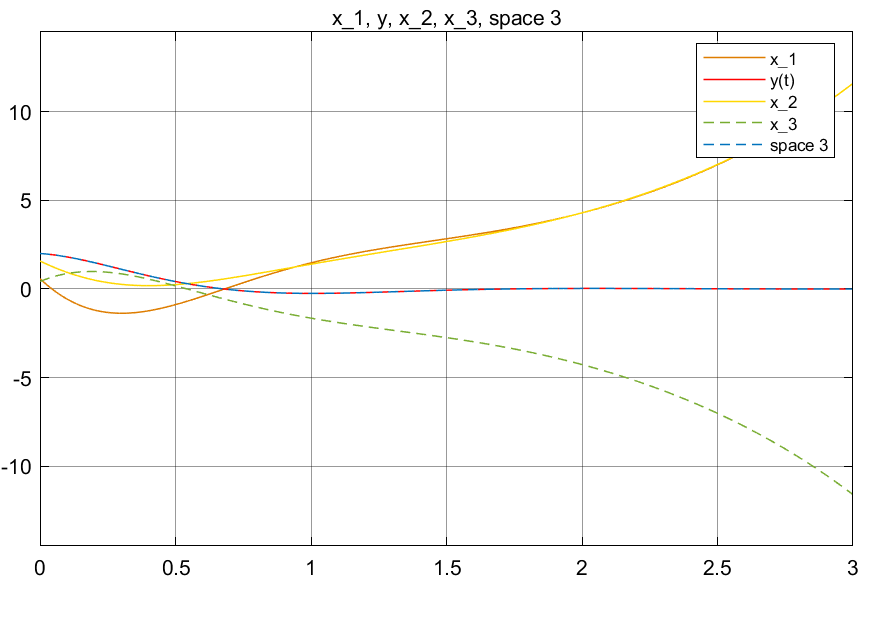 x_1, y, x_2, x_3, space 3
x_1
y(t)
x_2
x_3
space 3
10
5
0
-5
-10
0
0.5
1
1.5
2
2.5
3